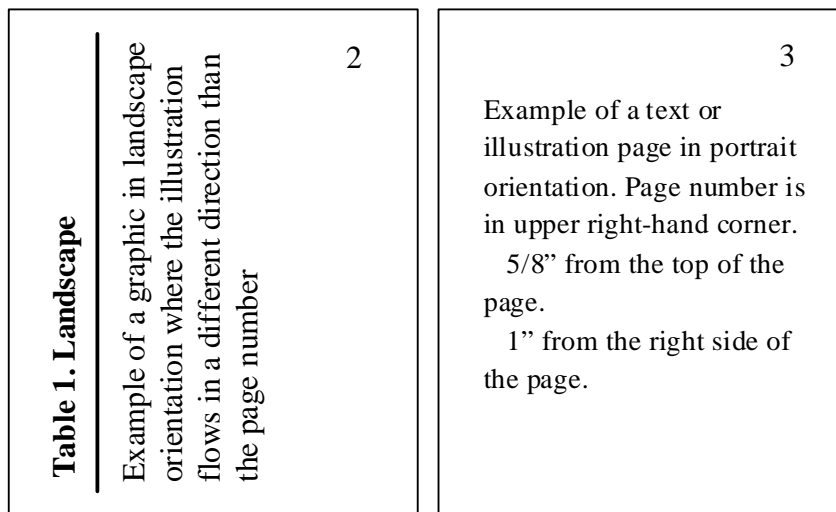 2
Table 1. Landscape
Example of a graphic in landscape
orientation where the illustration
flows in a different direction than
the page number
3
Example of a text or
illustration page in portrait
orientation. Page number is
in upper right-hand corner.
5/8” from the top of the
page.
1” from the right side of
the page.